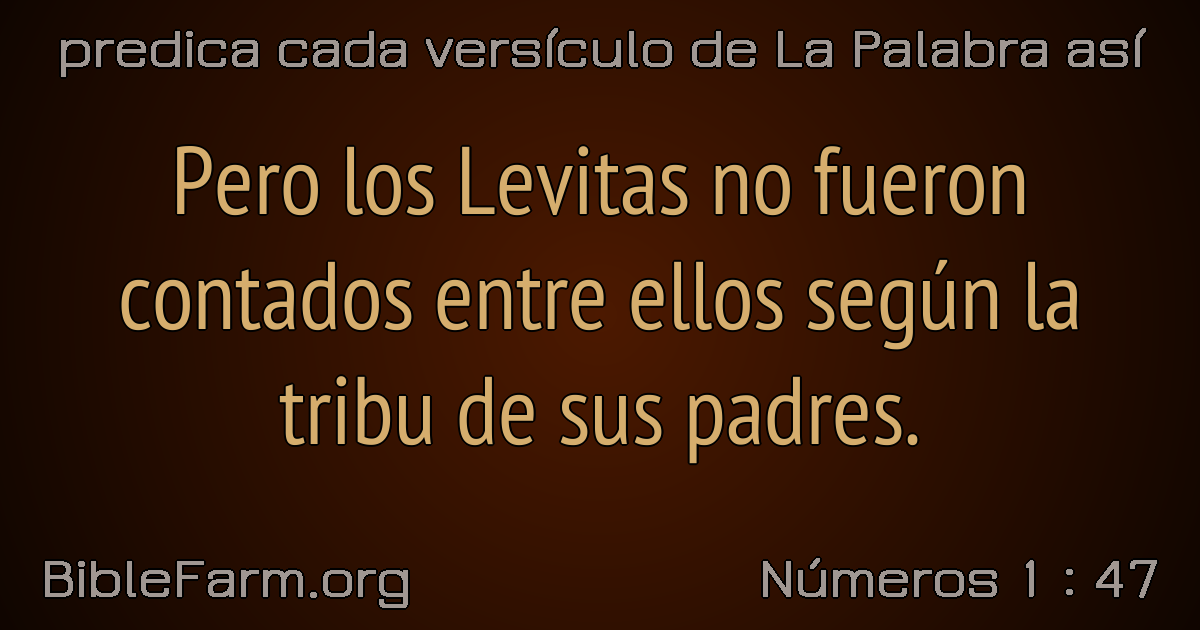 predica cada versículo de La Palabra así
Pero los Levitas no fueron
contados entre ellos según la
tribu de sus padres.
BibleFarm.org
Números 1 : 47